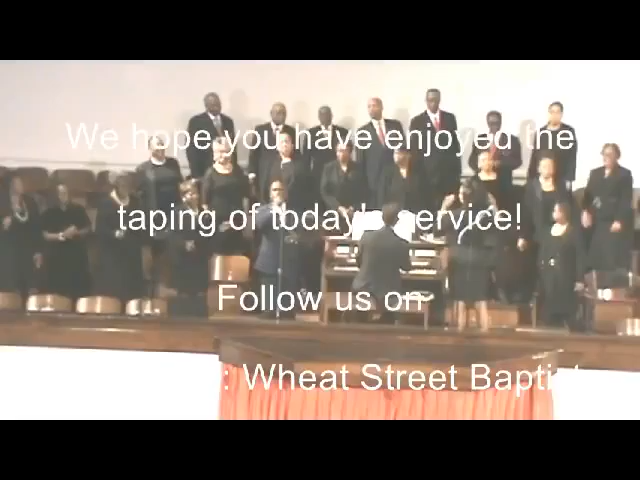 We hope you have enjoyed the
taping of today's service!
Follow us on
: Wheat Street Baptist